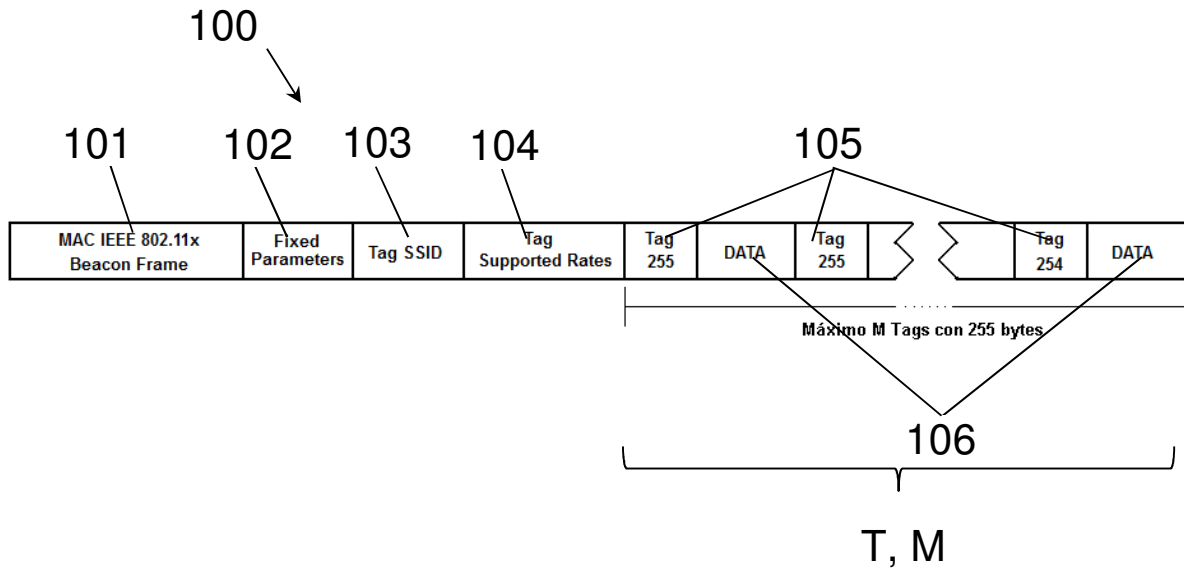 100
101
102
103
104
105
MAC IEEE 802.11x
Beacon Frame
Fixed
Parameters
Tag SSID
Tag
Supported Rates
Tag
255
DATA
Tag
255
Tag
254
DATA
Máximo M Tags con 255 bytes
106
T, M